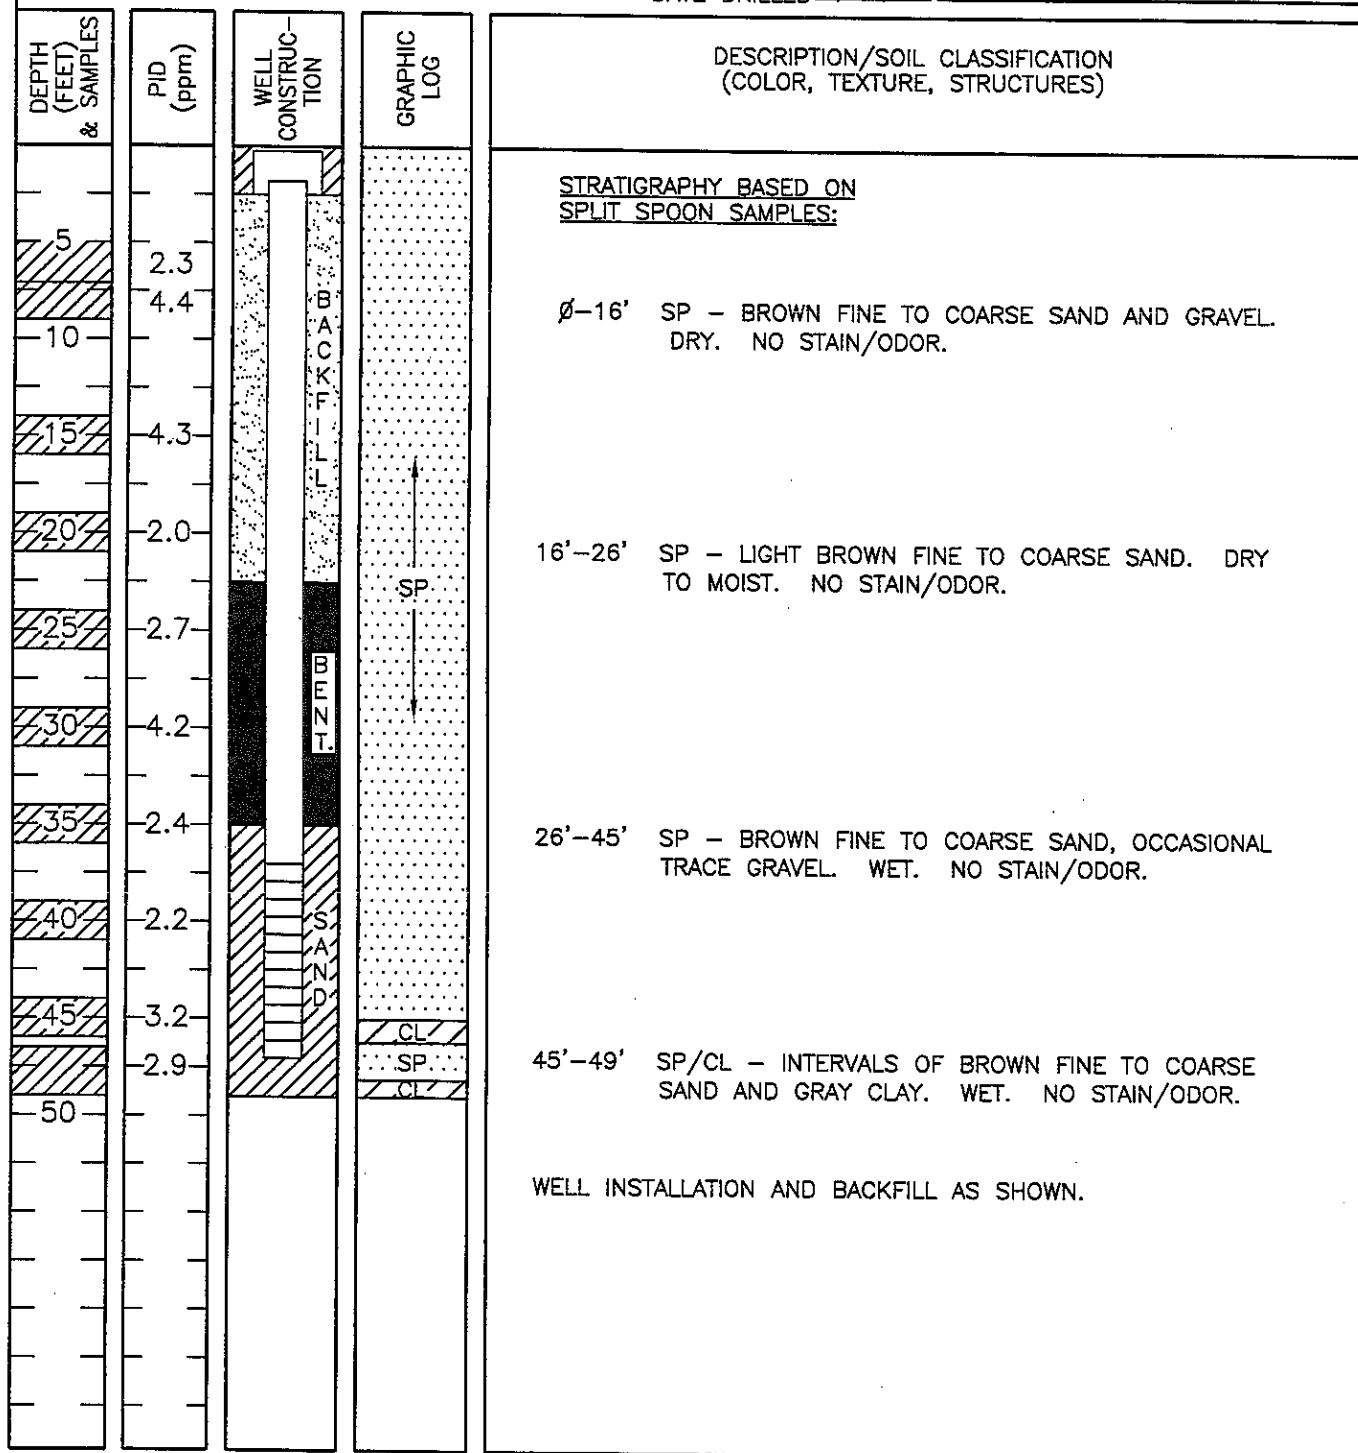 DEPTH
(FEET)
& SAMPLES
PID
(ppm)
WELL
CONSTRUC-
TION
GRAPHIC
LOG
DESCRIPTION/SOIL CLASSIFICATION
(COLOR, TEXTURE, STRUCTURES)
STRATIGRAPHY BASED ON
SPLIT SPOON SAMPLES:
5
10
15
20
25
30
35
40
45
50
2.3
4.4
4.3
2.0
2.7
4.2
2.4
2.2
3.2
2.9
BACKFILL
BENT.
SAND
SP
CL
SP
CL
Ø-16' SP - BROWN FINE TO COARSE SAND AND GRAVEL.
DRY. NO STAIN/ODOR.
16'-26' SP - LIGHT BROWN FINE TO COARSE SAND. DRY
TO MOIST. NO STAIN/ODOR.
26'-45' SP - BROWN FINE TO COARSE SAND, OCCASIONAL
TRACE GRAVEL. WET. NO STAIN/ODOR.
45'-49' SP/CL - INTERVALS OF BROWN FINE TO COARSE
SAND AND GRAY CLAY. WET. NO STAIN/ODOR.
WELL INSTALLATION AND BACKFILL AS SHOWN.